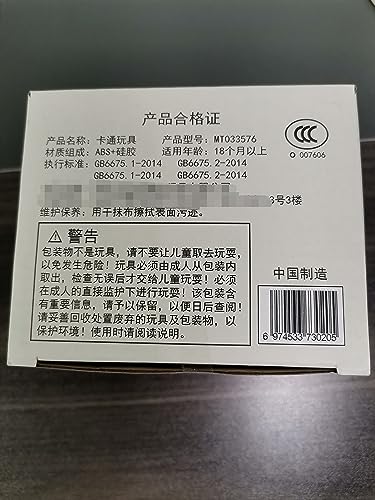 产品合格证
产品名称：卡通玩具 产品型号：MT033576
材质组成：ABS+硅胶 适用年龄：18个月以上
执行标准：GB6675.1-2014 GB6675.2-2014
GB6675.1-2014 GB6675.2-2014
3号3楼
维护保养：用干抹布擦拭表面污迹。
CCC
007606
警告
包装物不是玩具，请不要让儿童取去玩耍，
以免发生危险！玩具必须由成人从包装内
取出，检查无误后才交给儿童玩耍！必须
在成人的直接监护下进行玩耍！该包装含
有重要信息，请予以保留，以便日后查阅！
请妥善回收处置废弃的玩具及包装物，以
保护环境！使用前请阅读说明。
中国制造
6 974533 730205